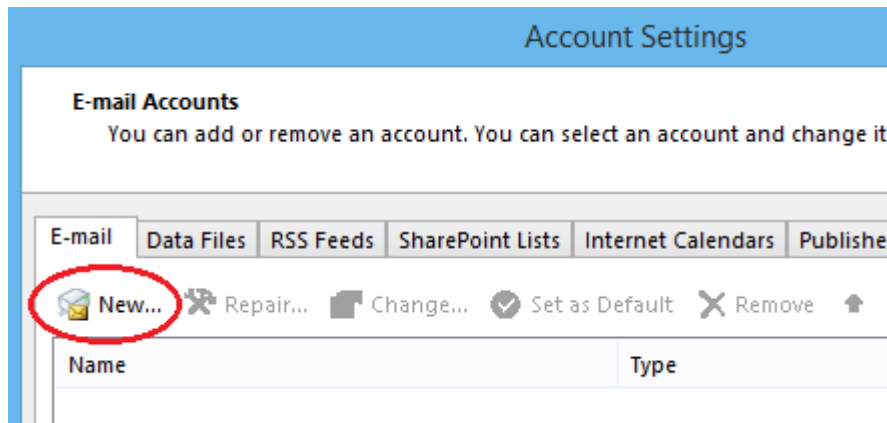 Account Settings
E-mail Accounts
You can add or remove an account. You can select an account and change it
E-mail Data Files RSS Feeds SharePoint Lists Internet Calendars Publishe
New... Repair... Change... Set as Default Remove
Name Type